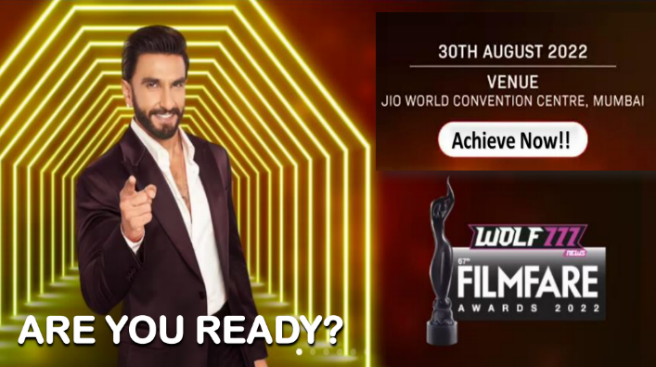 30TH AUGUST 2022
VENUE
JIO WORLD CONVENTION CENTRE, MUMBAI
Achieve Now!!
WOLF777
news
67th
FILMFARE
AWARDS 2022
ARE YOU READY?